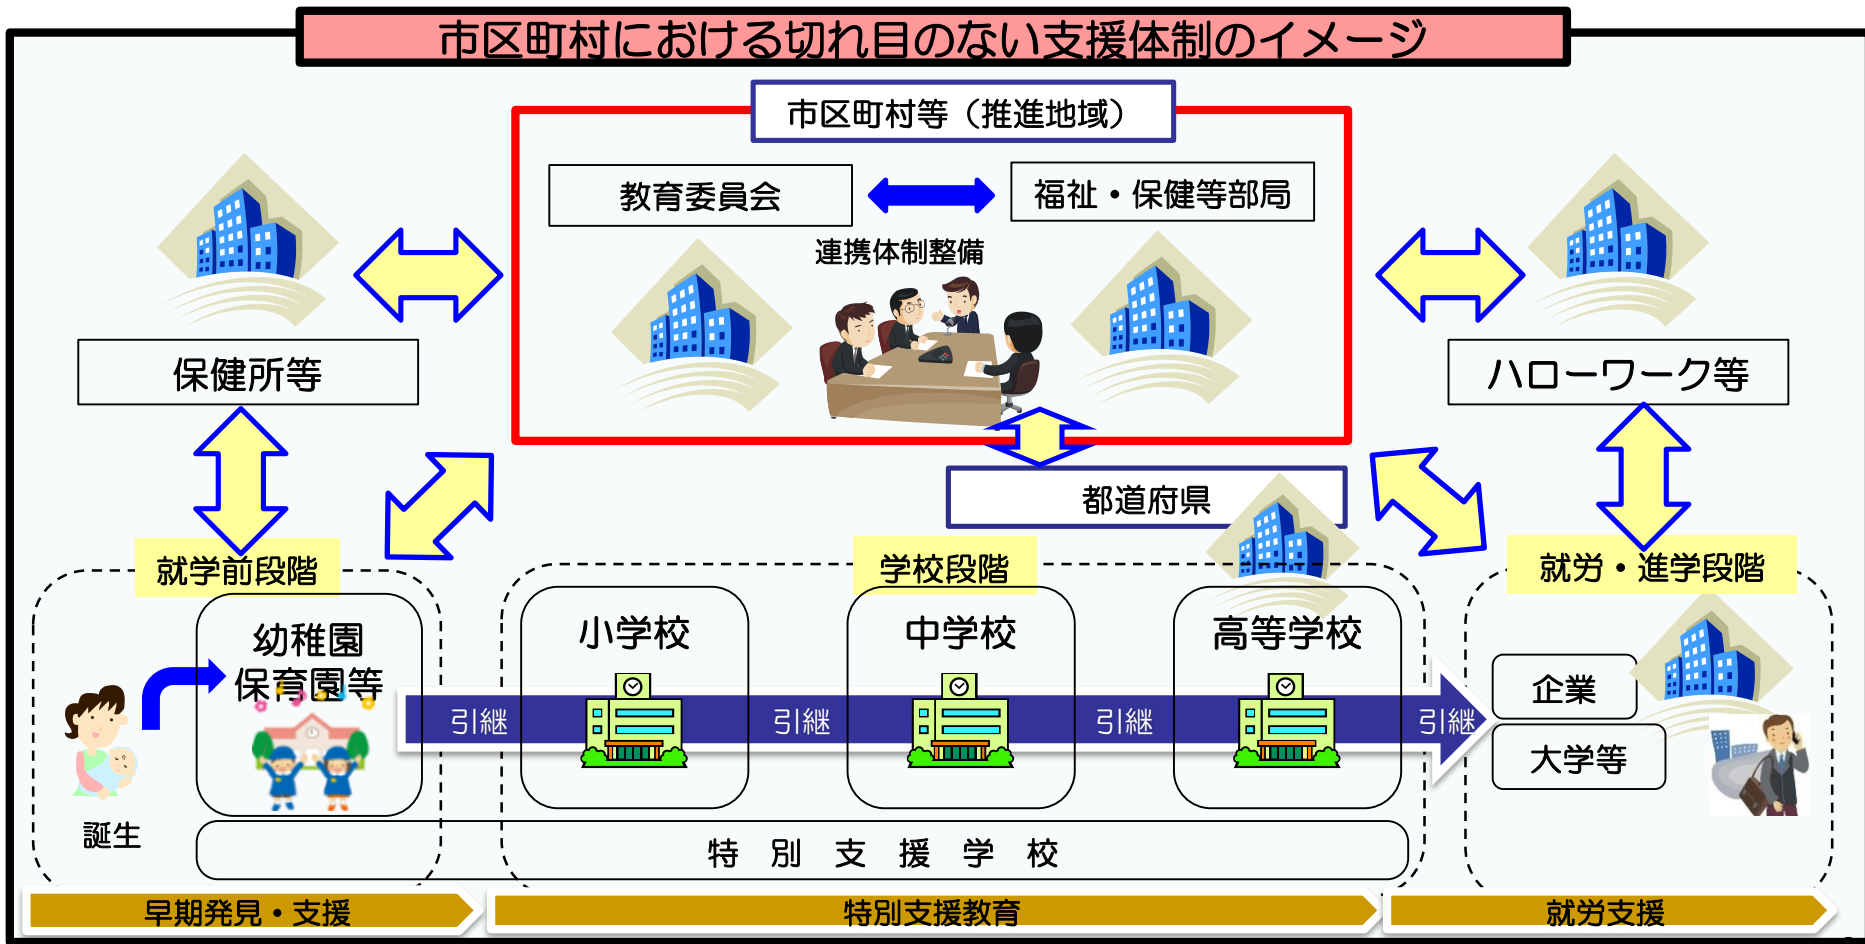 市区町村における切れ目のない支援体制のイメージ
市区町村等（推進地域）
教育委員会
福祉・保健等部局
連携体制整備
保健所等
ハローワーク等
都道府県
就学前段階
学校段階
就労・進学段階
幼稚園
保育園等
小学校
中学校
高等学校
企業
大学等
引継
引継
引継
引継
誕生
特別支援学校
早期発見・支援
特別支援教育
就労支援